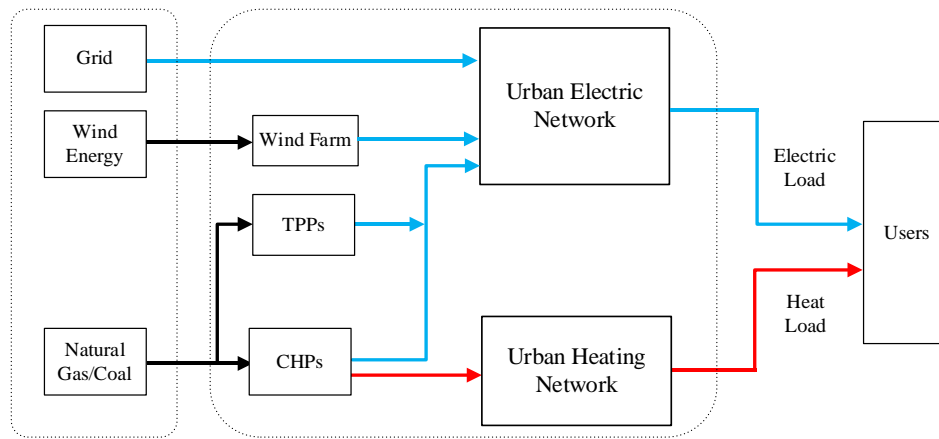 Grid
Wind
Energy
Natural
Gas/Coal
Wind Farm
TPPs
CHPs
Urban Electric
Network
Urban Heating
Network
Electric
Load
Heat
Load
Users